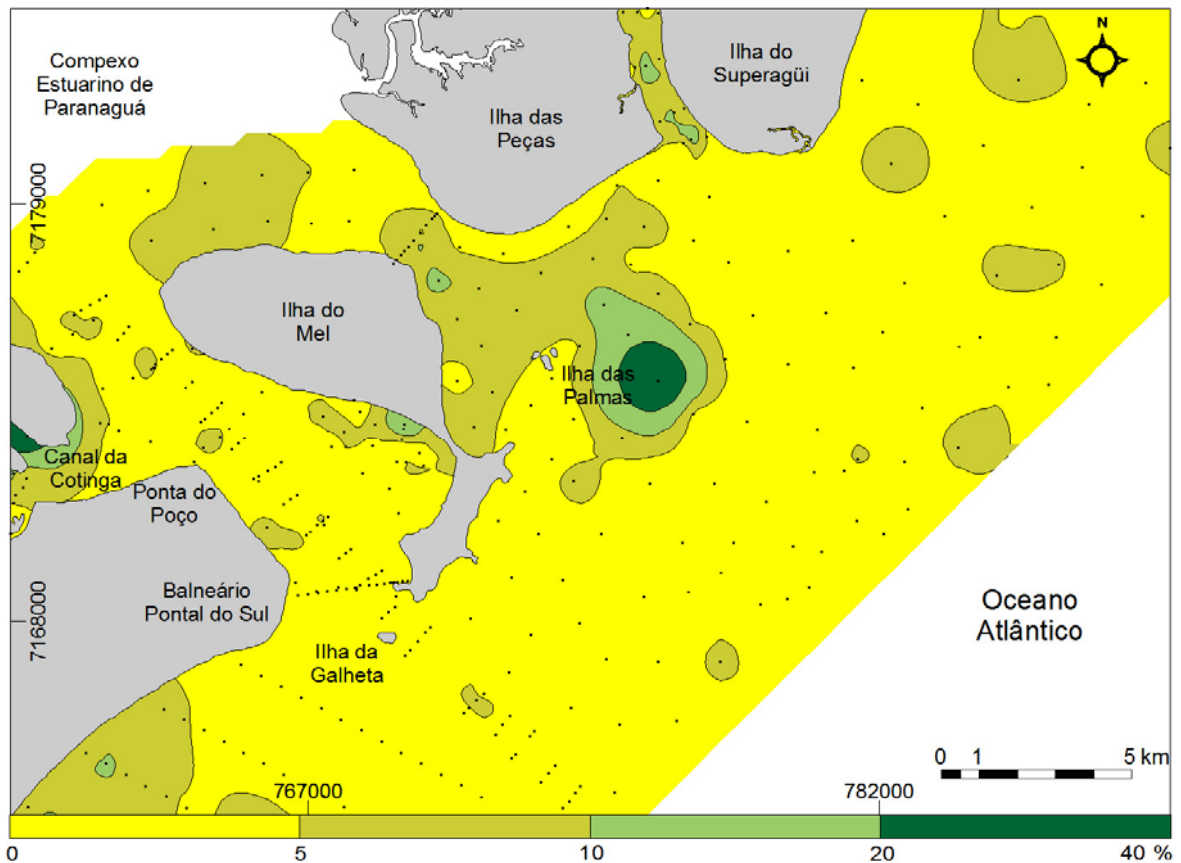 Compexo
Estuarino de
Paranaguá
Ilha do
Superagüi
N
Ilha das
Peças
7179000
Ilha do
Mel
Ilha das
Palmas
Canal da
Cotinga
Ponta do
Poço
Balneário
Pontal do Sul
7168000
Ilha da
Galheta
Oceano
Atlântico
0 1 5 km
767000
782000
0 5 10 20 40 %